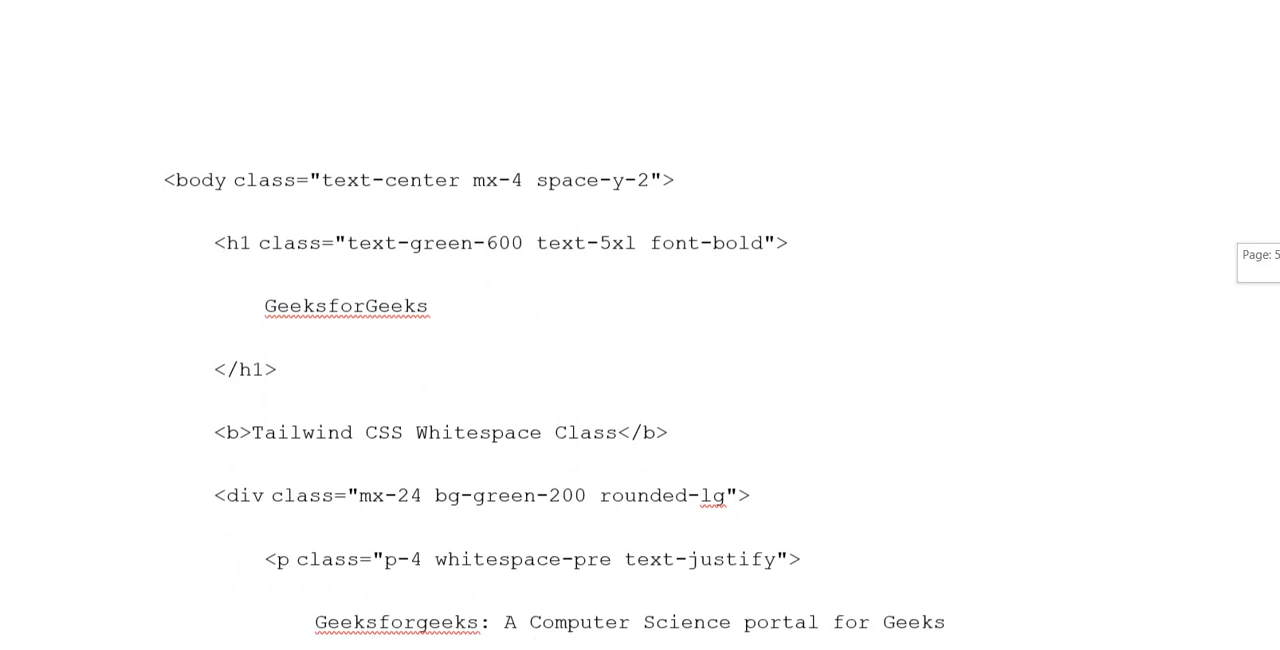 <body class="text-center mx-4 space-y-2">
<h1 class="text-green-600 text-5xl font-bold">
Page: 5
GeeksforGeeks
</h1>
<b>Tailwind CSS Whitespace Class</b>
<div class="mx-24 bg-green-200 rounded-lg">
<p class="p-4 whitespace-pre text-justify">
Geeksforgeeks: A Computer Science portal for Geeks